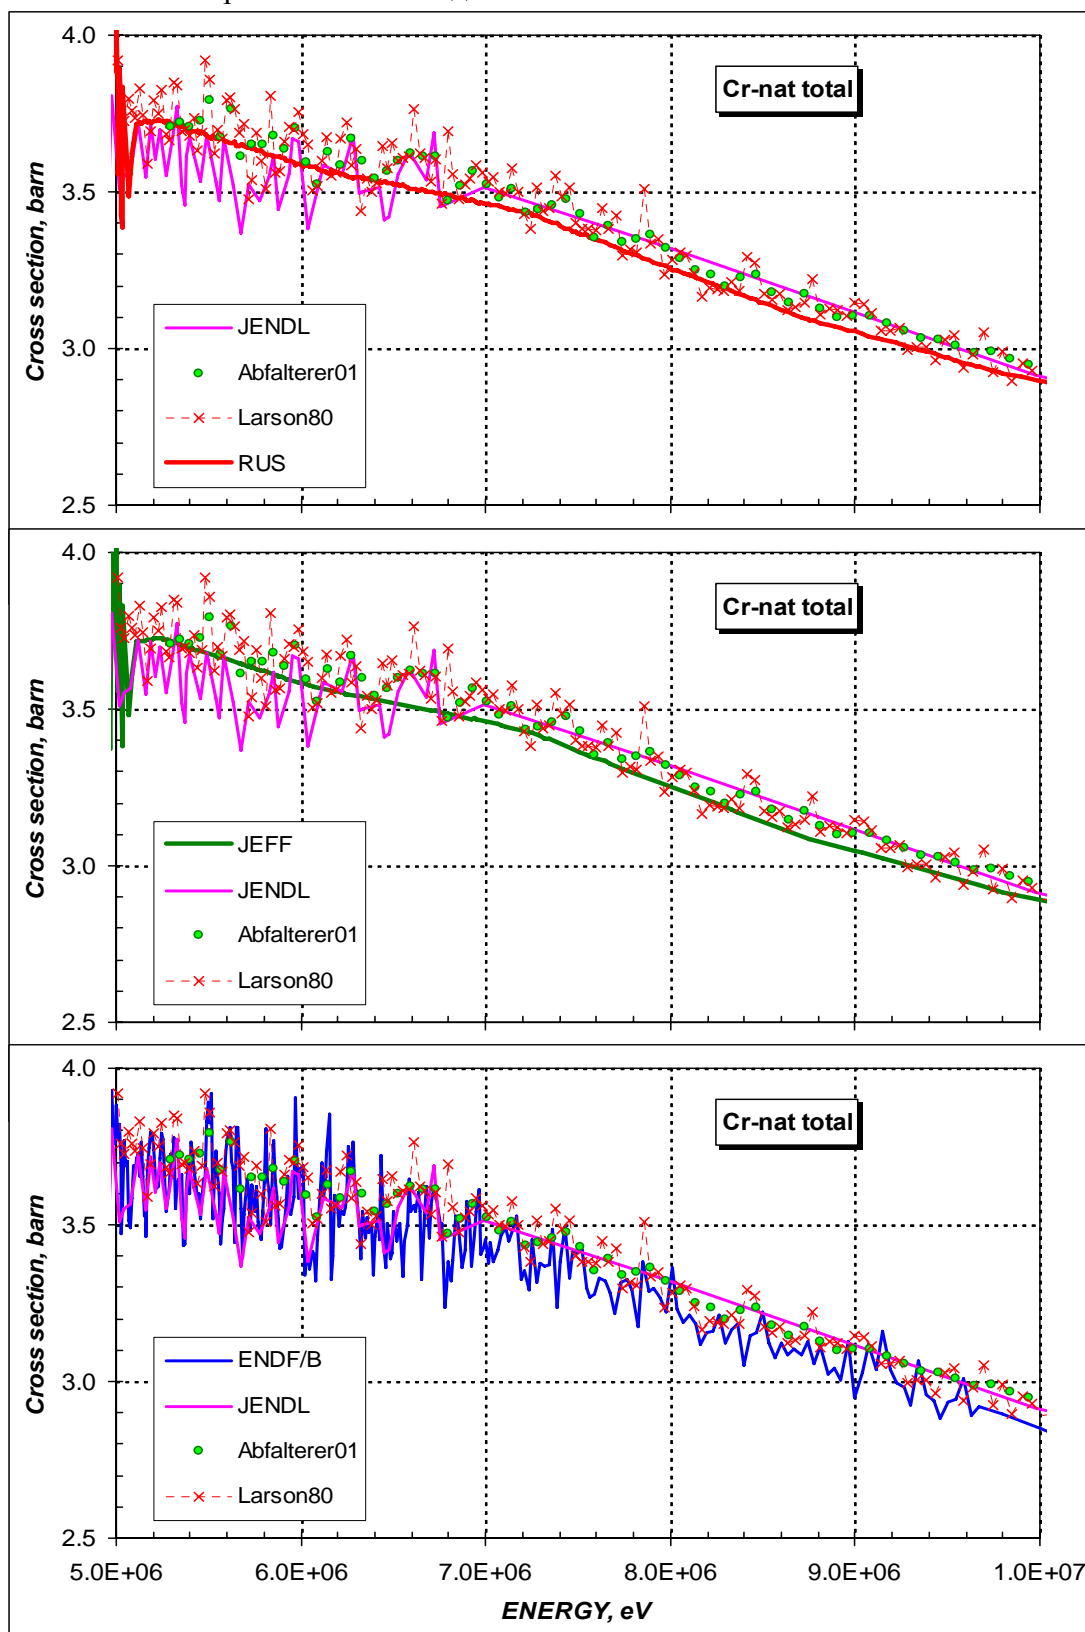 4.0
Cr-nat total
3.5
3.0
2.5
Cross section, barn
JENDL
Abfalterer01
Larson80
RUS
4.0
Cr-nat total
3.5
3.0
2.5
Cross section, barn
JEFF
JENDL
Abfalterer01
Larson80
4.0
Cr-nat total
3.5
3.0
2.5
Cross section, barn
ENDF/B
JENDL
Abfalterer01
Larson80
5.0E+06 6.0E+06 7.0E+06 8.0E+06 9.0E+06 1.0E+07
ENERGY, eV